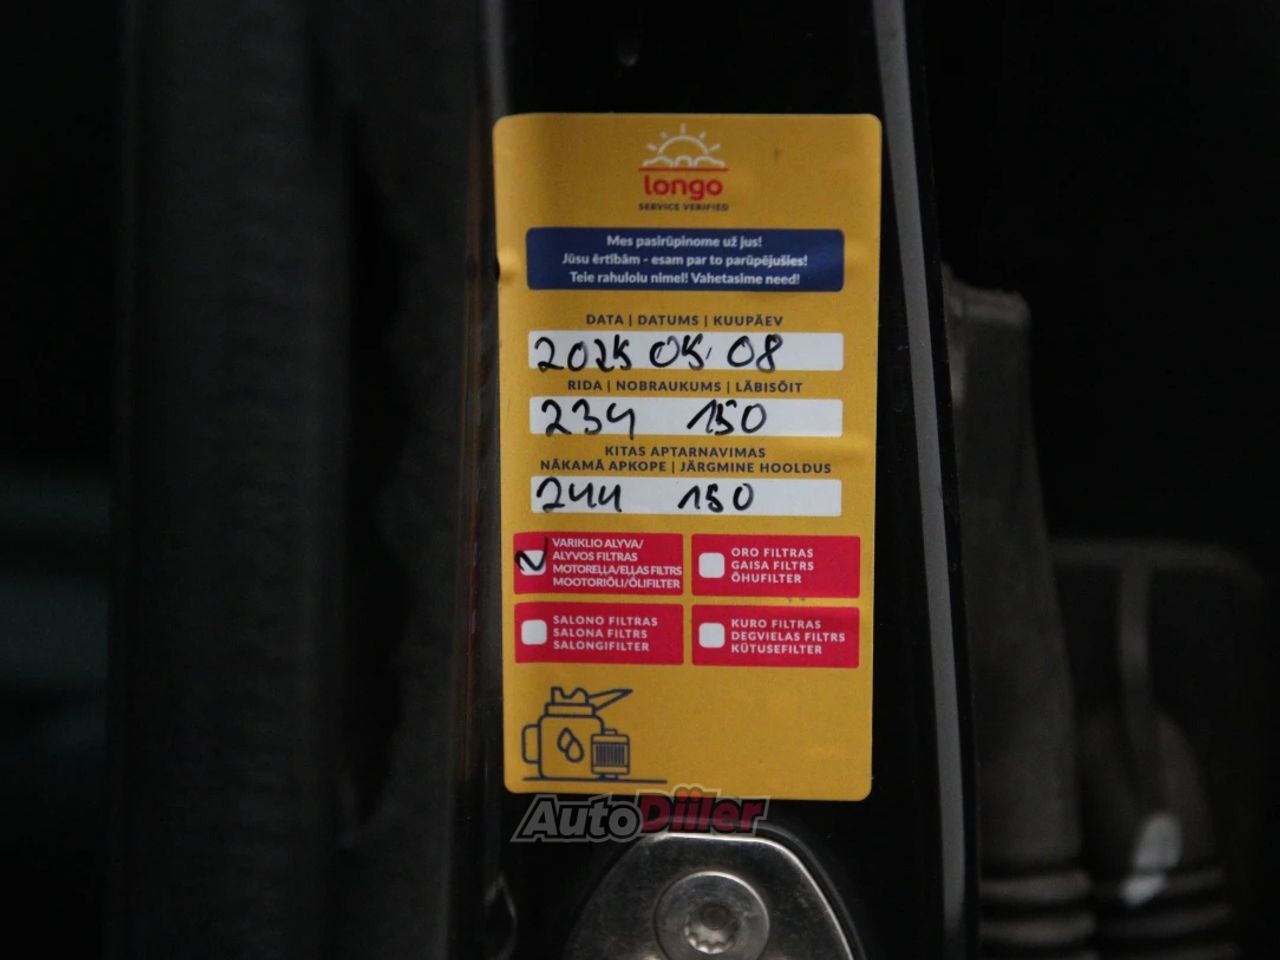 longo
SERVICE VERIFIED
Mes pasirūpinome už jus!
Jūsu ērtībām - esam par to parūpējušies!
Teie rahulolu nimel! Vahetasime need!
DATA | DATUMS | KUUPÄEV
2025 05. 08
RIDA | NOBRAUKUMS | LÄBISÕIT
234 150
KITAS APTARNAVIMAS
NĀKAMĀ APKOPE | JÄRGMINE HOOLDUS
244 150
VARIKLIO ALYVA/
ALYVOS FILTRAS
MOTOREĻĻA/EĻĻAS FILTRS
MOOTORIÕLI/ÕLIFILTER
ORO FILTRAS
GAISA FILTRS
ÕHUFILTER
SALONO FILTRAS
SALONA FILTRS
SALONGIFILTER
KURO FILTRAS
DEGVIELAS FILTRS
KÜTUSEFILTER
AutoDiiler